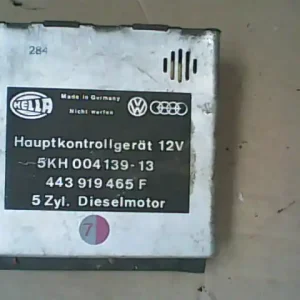 284
HELLA
Made in Germany
Nicht werfen
Hauptkontrollgerät 12V
5KH 004 139-13
443 919 465 F
5 Zyl. Dieselmotor
7